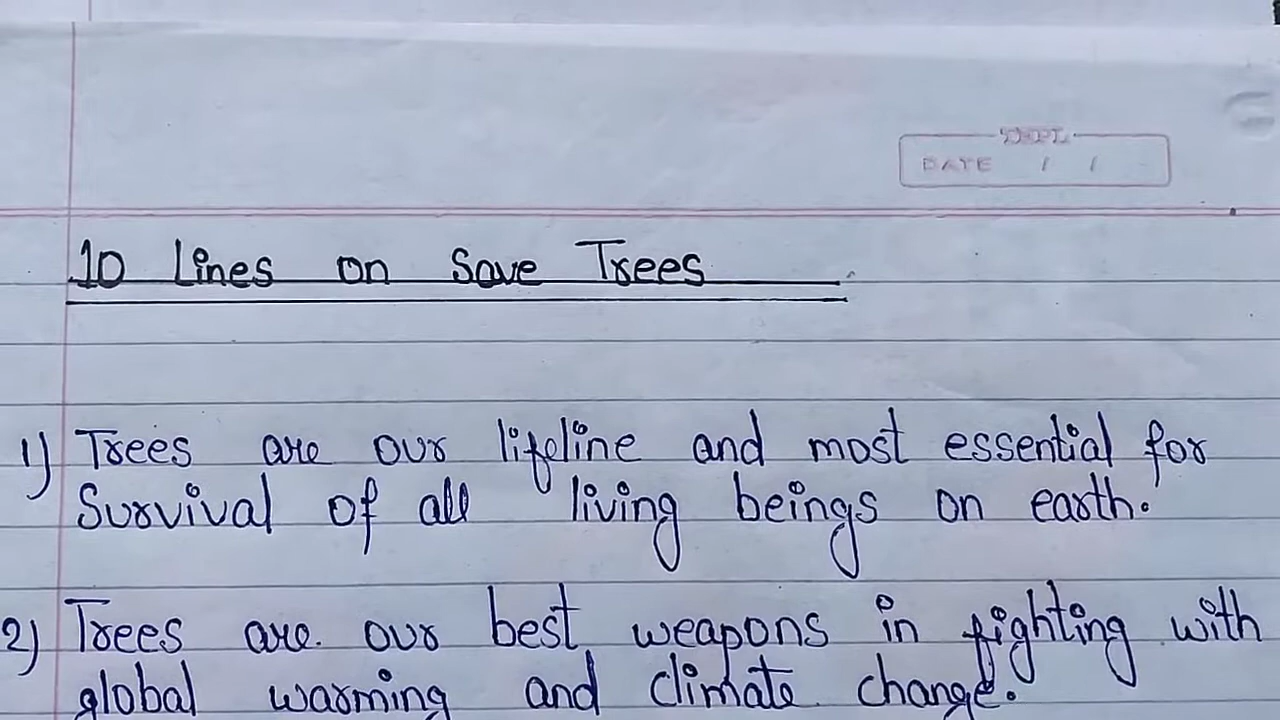 DATE / /
10 Lines on Save Trees
1) Trees are our lifeline and most essential for
Survival of all living beings on earth.
2) Trees are our best weapons in fighting with
global warming and climate change.